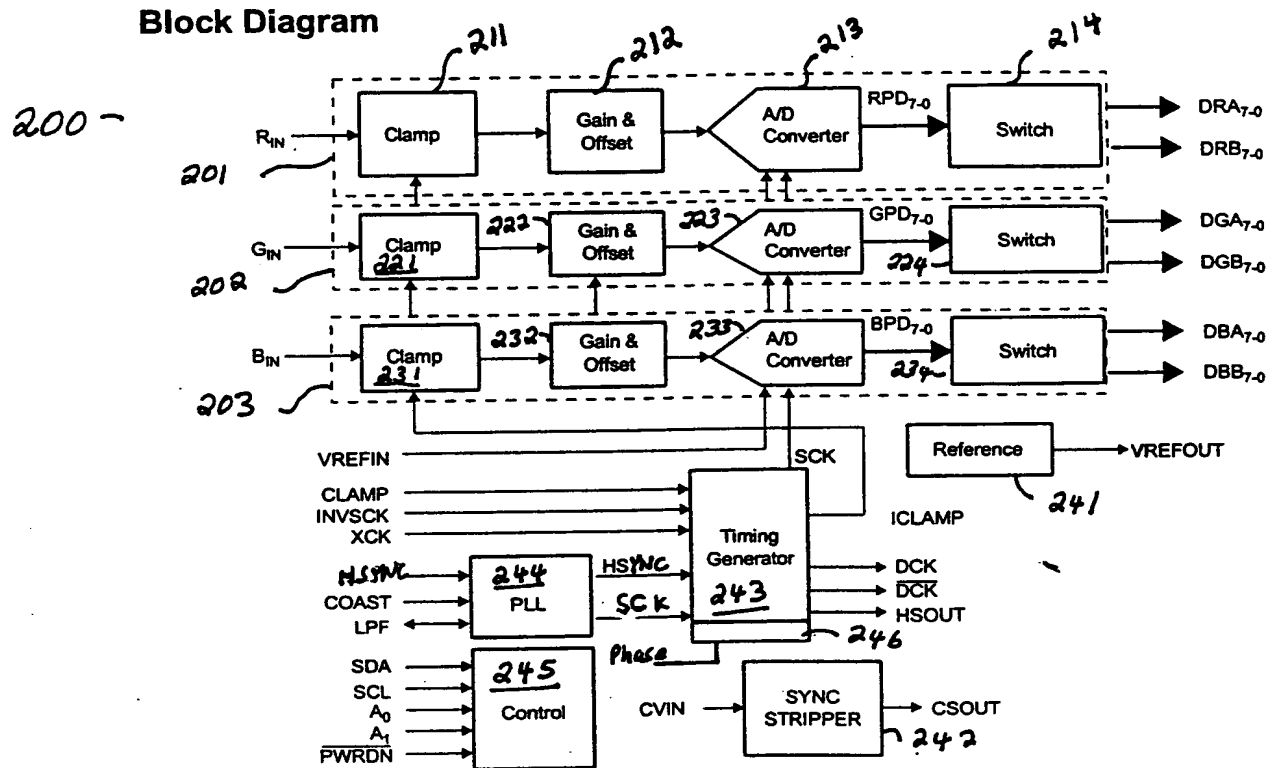 Block Diagram
211
212
213
214
200
R_IN
Clamp
Gain &
Offset
A/D
Converter
RPD7-0
Switch
DRA7-0
DRB7-0
201
G_IN
Clamp
221
222
Gain &
Offset
223
A/D
Converter
GPD7-0
224
Switch
DGA7-0
DGB7-0
202
B_IN
Clamp
231
232
Gain &
Offset
233
A/D
Converter
BPD7-0
234
Switch
DBA7-0
DBB7-0
203
VREFIN
SCK
Reference
VREFOUT
241
CLAMP
INVSCK
XCK
Timing
Generator
243
ICLAMP
HSYNC
COAST
LPF
244
PLL
HSYNC
SCK
DCK
DCK
HSOUT
246
Phase
SDA
SCL
A0
A1
PWRDN
245
Control
CVIN
SYNC
STRIPPER
CSOUT
242